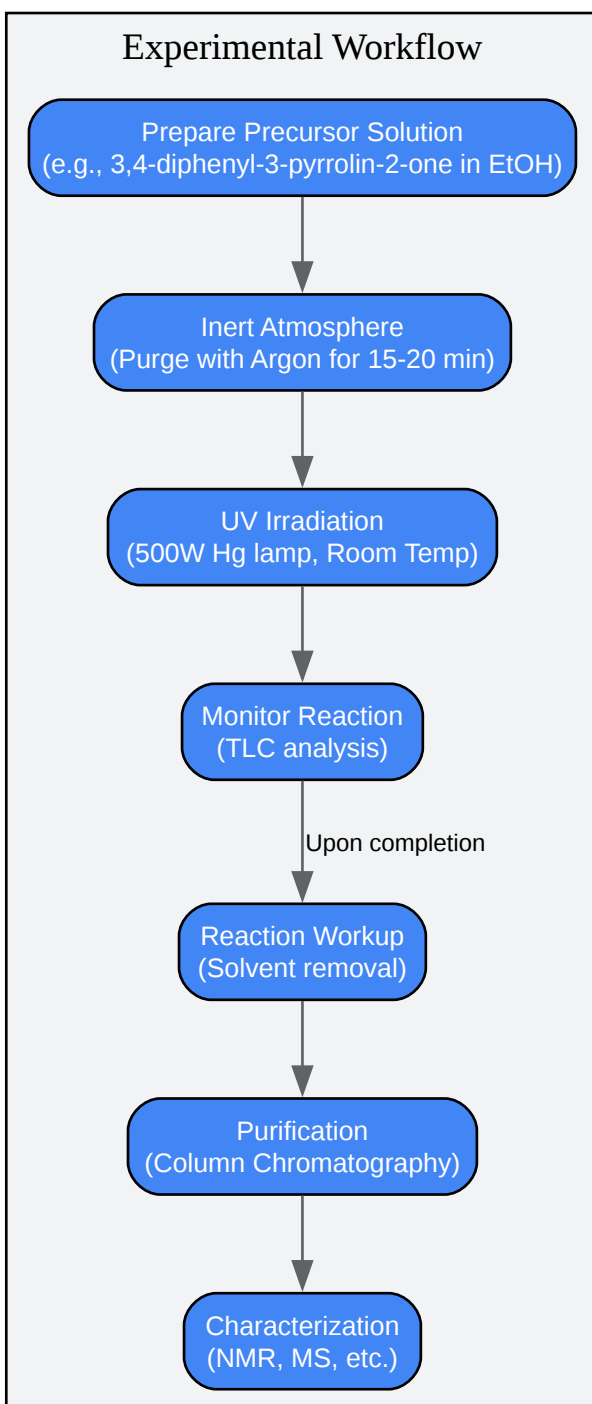 Experimental Workflow
Prepare Precursor Solution
(e.g., 3,4-diphenyl-3-pyrrolin-2-one in EtOH)
Inert Atmosphere
(Purge with Argon for 15-20 min)
UV Irradiation
(500W Hg lamp, Room Temp)
Monitor Reaction
(TLC analysis)
Upon completion
Reaction Workup
(Solvent removal)
Purification
(Column Chromatography)
Characterization
(NMR, MS, etc.)